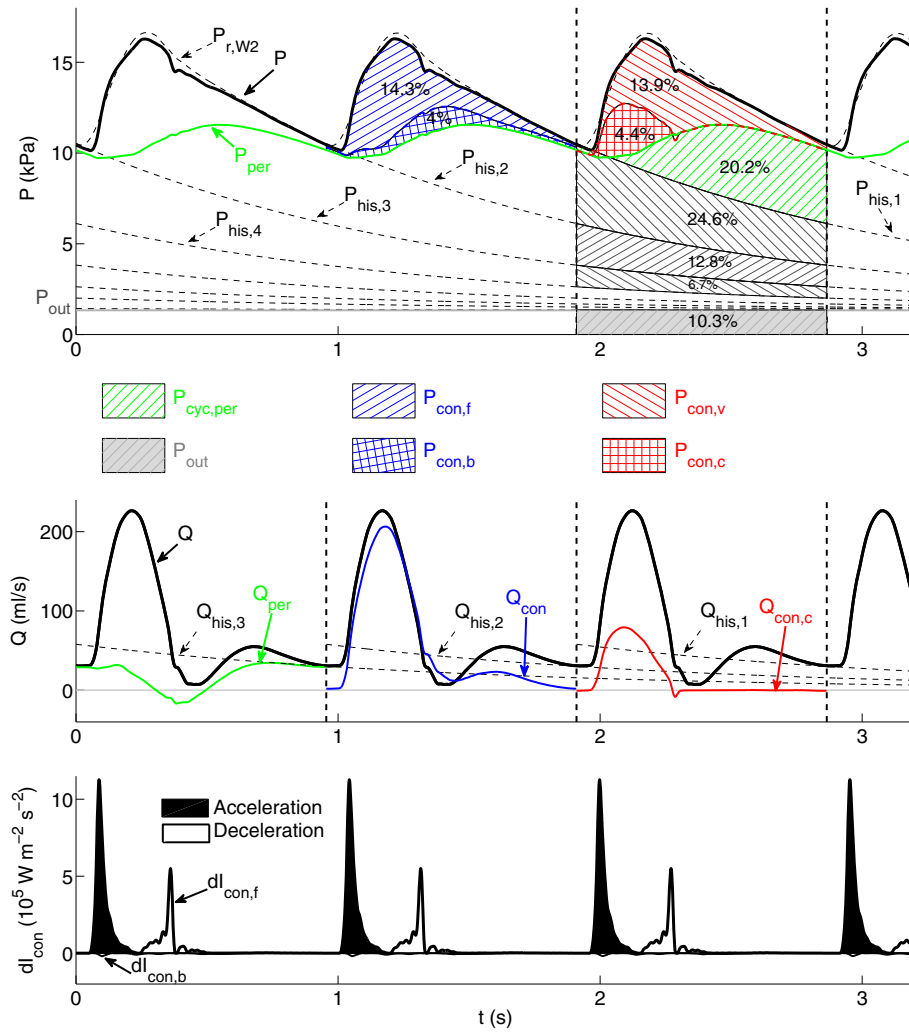 P_r,W2
15
P
14.3%
13.9%
4%
4.4%
10
P_per
P_his,2
20.2%
P (kPa)
P_his,3
P_his,1
P_his,4
24.6%
5
12.8%
6.7%
P_out
10.3%
0
0 1 2 3
P_cyc,per P_con,f P_con,v
P_out P_con,b P_con,c
200
Q
Q_per Q_his,3 Q_his,2 Q_con Q_his,1 Q_con,c
Q (ml/s)
100
0
0 1 2 3
10
Acceleration
Deceleration
dI_con (10⁵ W m⁻² s⁻²)
5
dI_con,f
0
dI_con,b
0 1 2 3
t (s)